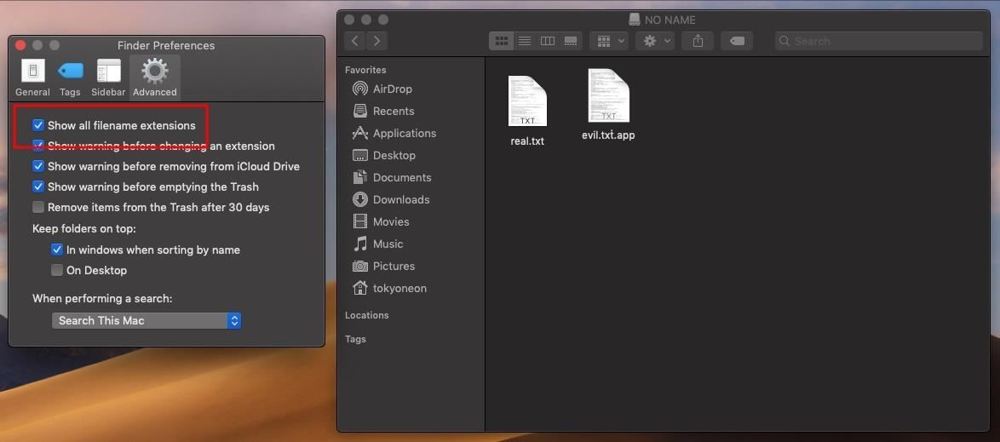 Finder Preferences
General Tags Sidebar Advanced
Show all filename extensions
Show warning before changing an extension
Show warning before removing from iCloud Drive
Show warning before emptying the Trash
Remove items from the Trash after 30 days
Keep folders on top:
In windows when sorting by name
On Desktop
When performing a search:
Search This Mac
NO NAME
Search
Favorites
AirDrop
Recents
Applications
Desktop
Documents
Downloads
Movies
Music
Pictures
tokyoneon
Locations
Tags
TXT
real.txt
TXT
evil.txt.app